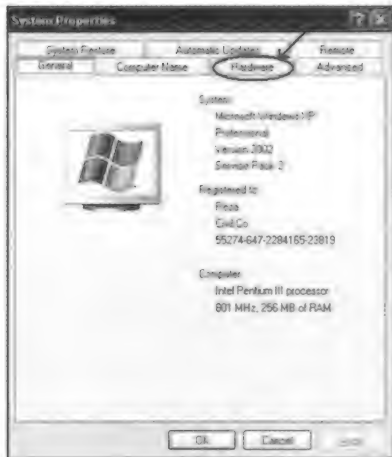 System Properties
System Restore Automatic Updates Remote
General Computer Name Hardware Advanced
System:
Microsoft Windows XP
Professional
Version 2002
Service Pack 2
Registered to:
Reza
Civil Co
55274-647-2284165-23819
Computer:
Intel Pentium III processor
801 MHz, 256 MB of RAM
OK Cancel